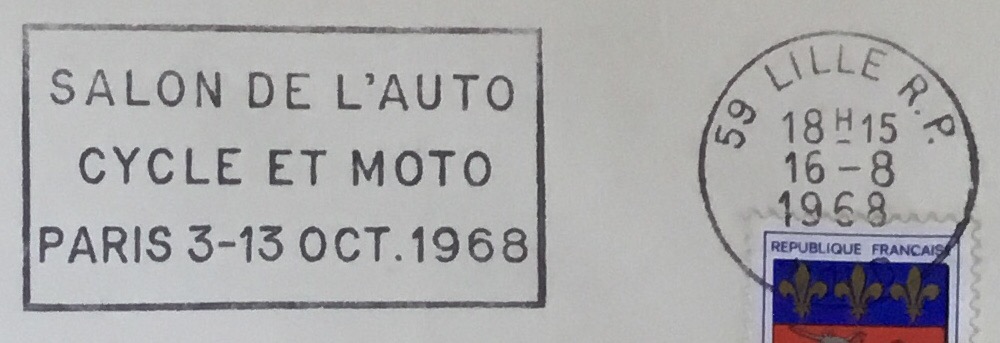 SALON DE L'AUTO
CYCLE ET MOTO
PARIS 3-13 OCT. 1968
59 LILLE R.P.
18H15
16-8
1968
REPUBLIQUE FRANCAISE